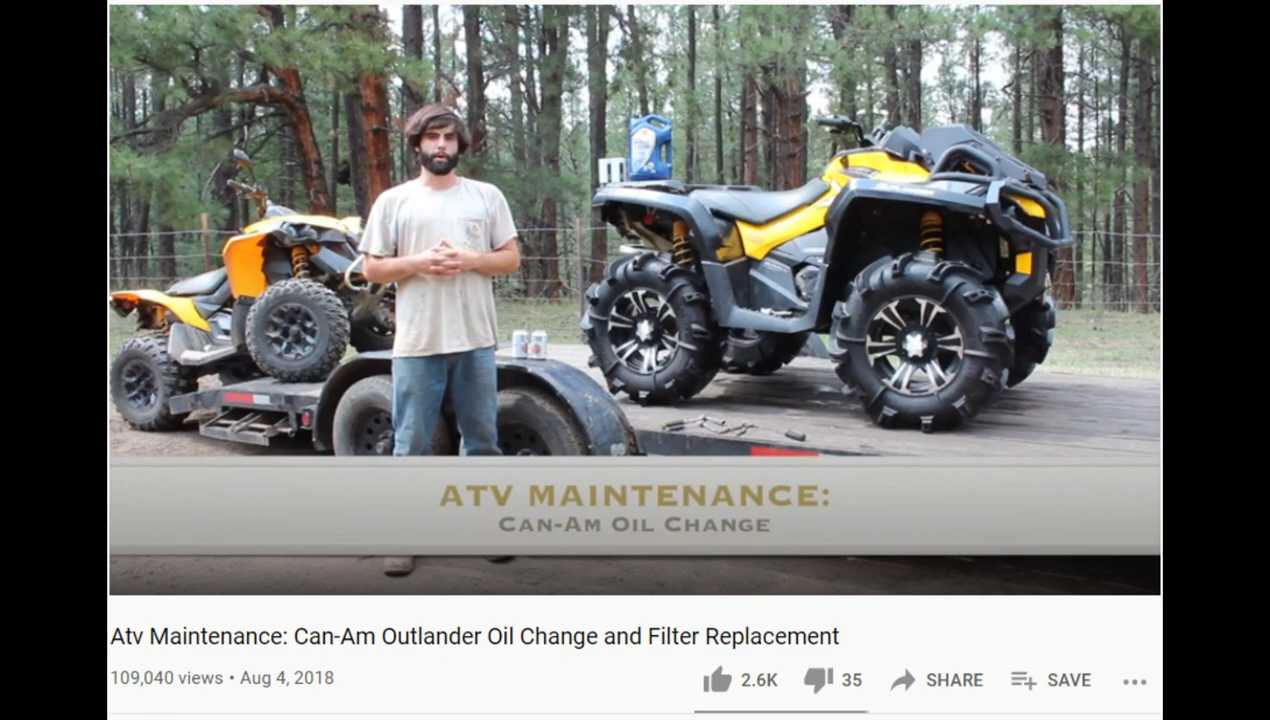 ATV MAINTENANCE:
CAN-AM OIL CHANGE
Atv Maintenance: Can-Am Outlander Oil Change and Filter Replacement
109,040 views • Aug 4, 2018
2.6K 35 SHARE SAVE